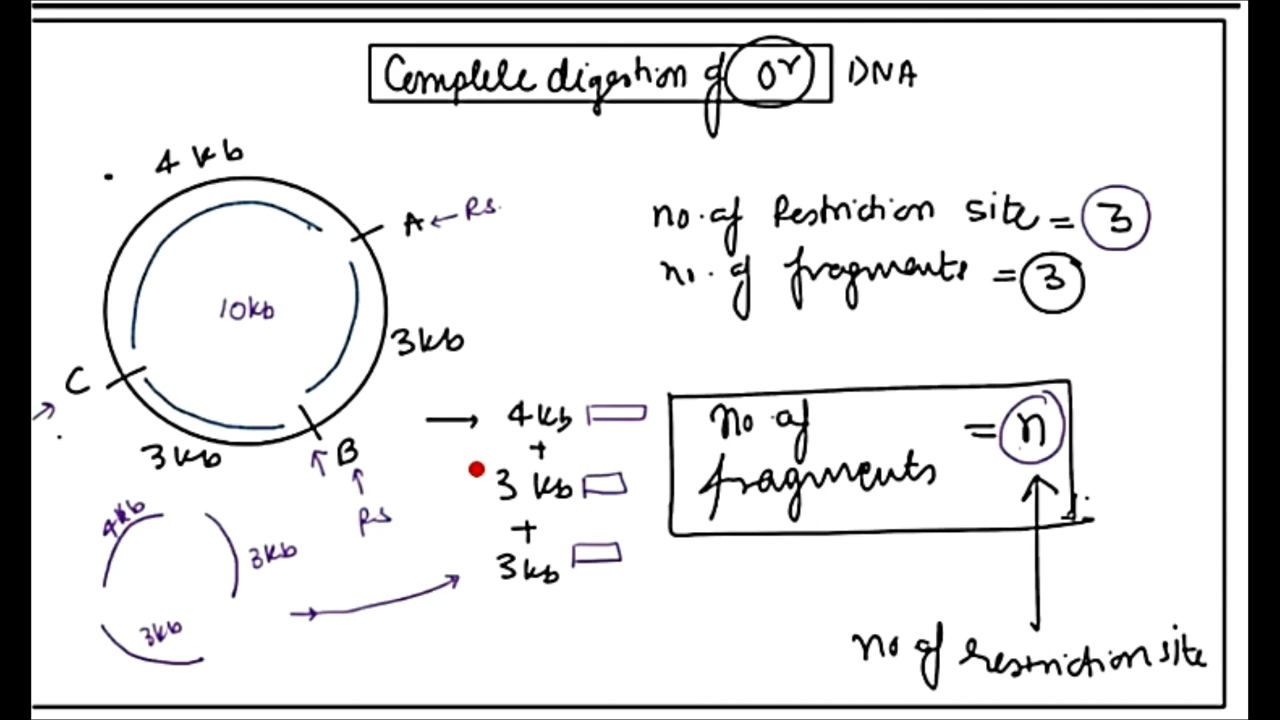 Complete digestion of Or DNA
4 kb
A ← RS.
10kb
3kb
C
3kb
B
RS
no. of Restriction site = 3
no. of fragments = 3
→ 4kb
+
3 kb
+
3kb
4kb
3kb
3kb
No. of fragments = n
no of restriction site